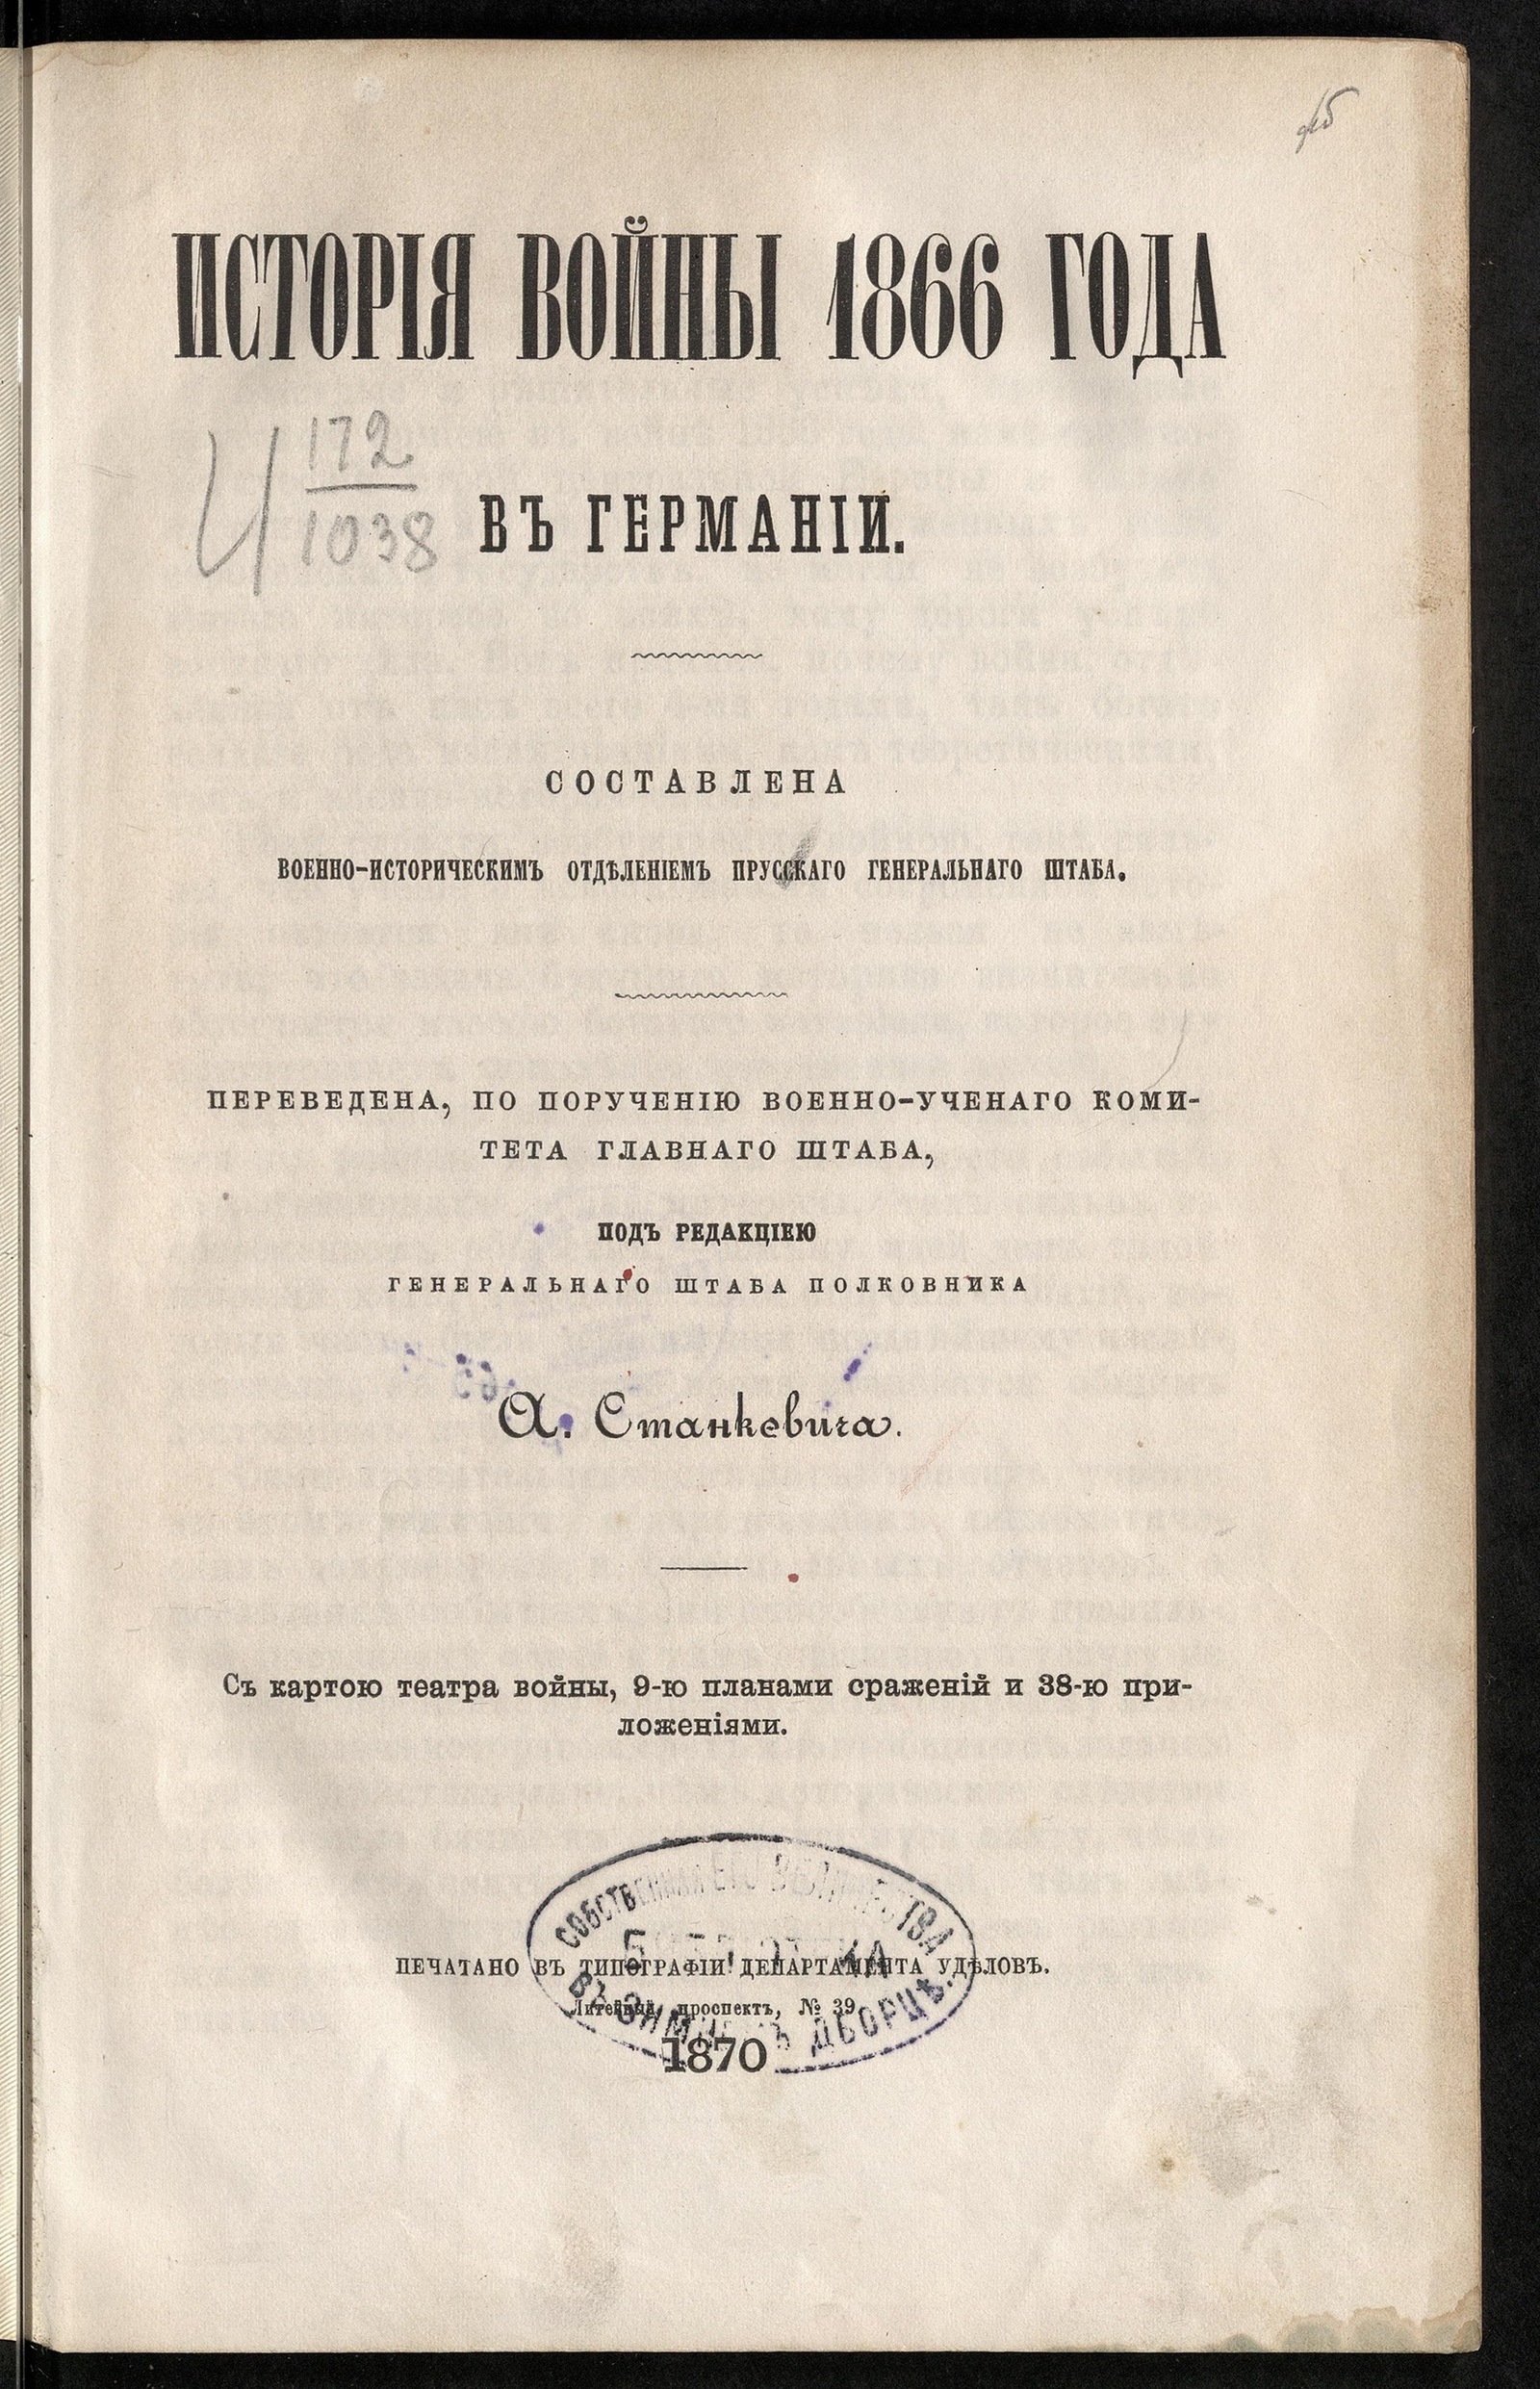 ИСТОРІЯ ВОЙНЫ 1866 ГОДА
И 172
1038
ВЪ ГЕРМАНІИ.
СОСТАВЛЕНА
ВОЕННО-ИСТОРИЧЕСКИМЪ ОТДѢЛЕНІЕМЪ ПРУССКАГО ГЕНЕРАЛЬНАГО ШТАБА.
ПЕРЕВЕДЕНА, ПО ПОРУЧЕНІЮ ВОЕННО-УЧЕНАГО КОМИ-
ТЕТА ГЛАВНАГО ШТАБА,
ПОДЪ РЕДАКЦІЕЮ
ГЕНЕРАЛЬНАГО ШТАБА ПОЛКОВНИКА
А. Станкевича.
Съ картою театра войны, 9-ю планами сраженій и 38-ю при-
ложеніями.
СОБСТВЕННАЯ ЕГО ВЕЛИЧЕСТВА
БИБЛІОТЕКА
ВЪ ЗИМНЕМЪ ДВОРЦѢ.
ПЕЧАТАНО ВЪ ТИПОГРАФІИ ДЕПАРТАМЕНТА УДѢЛОВЪ.
Литейный проспектъ, № 39
1870